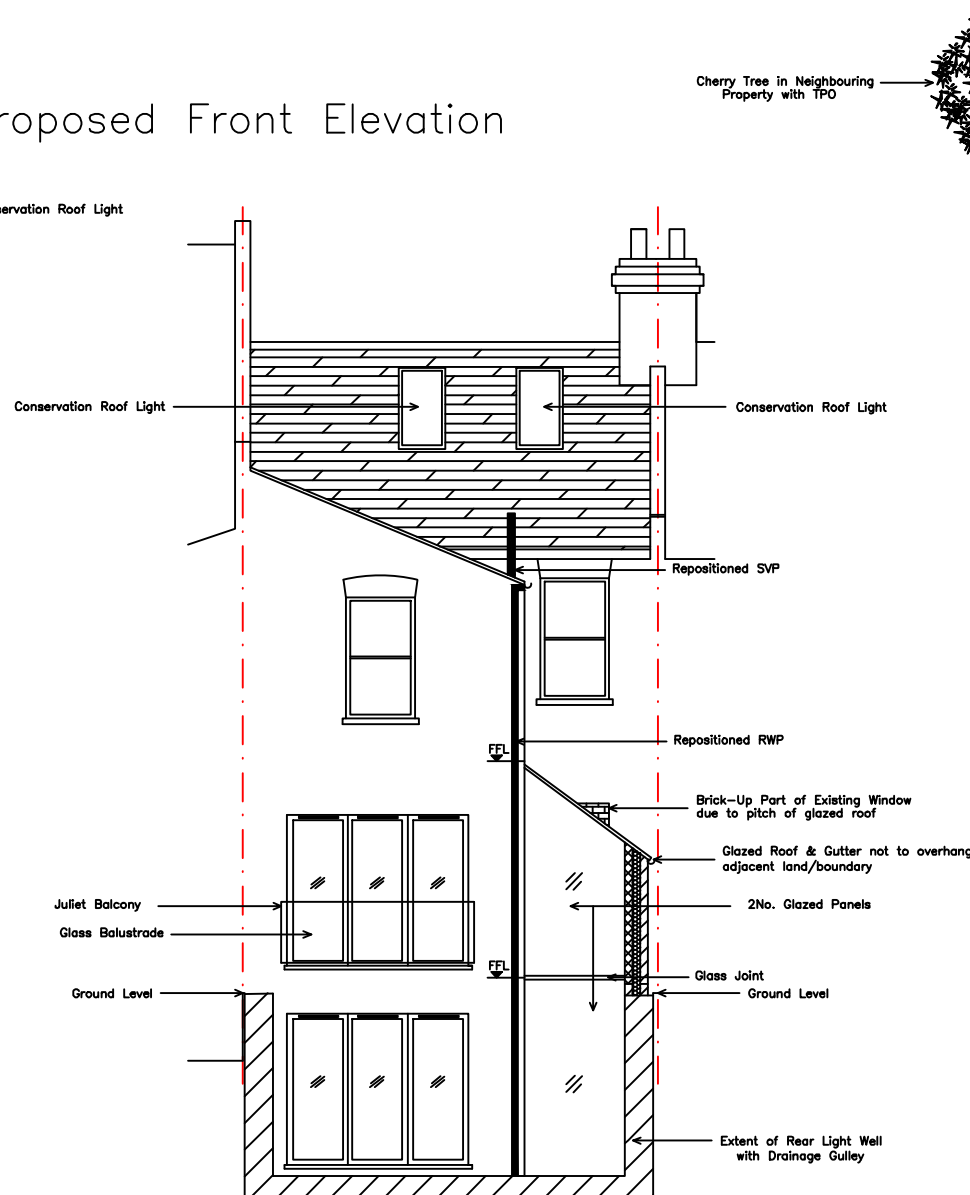 Cherry Tree in Neighbouring
Property with TPO
roposed Front Elevation
servation Roof Light
Conservation Roof Light
Conservation Roof Light
Repositioned SVP
Repositioned RWP
FFL
Brick-Up Part of Existing Window
due to pitch of glazed roof
Glazed Roof & Gutter not to overhang
adjacent land/boundary
Juliet Balcony
2No. Glazed Panels
Glass Balustrade
FFL
Glass Joint
Ground Level
Ground Level
Extent of Rear Light Well
with Drainage Gulley